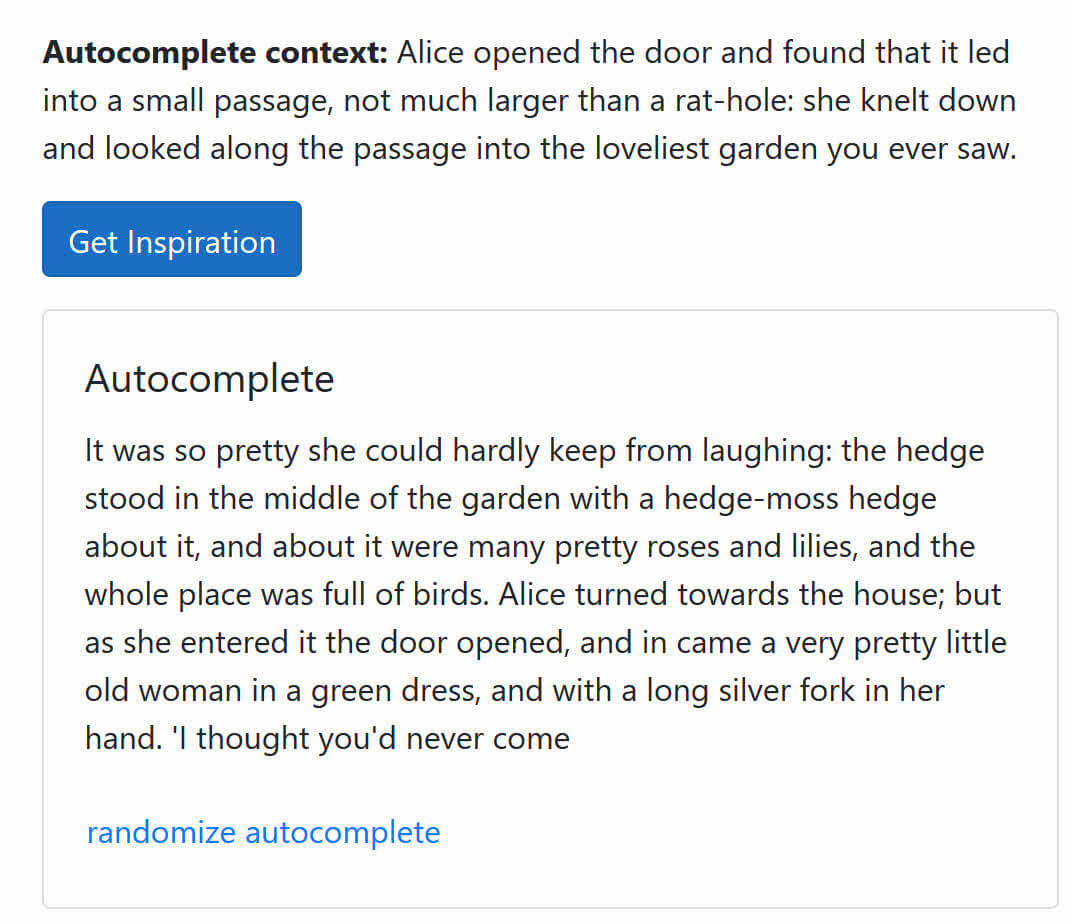 Autocomplete context: Alice opened the door and found that it led
into a small passage, not much larger than a rat-hole: she knelt down
and looked along the passage into the loveliest garden you ever saw.
Get Inspiration
Autocomplete
It was so pretty she could hardly keep from laughing: the hedge
stood in the middle of the garden with a hedge-moss hedge
about it, and about it were many pretty roses and lilies, and the
whole place was full of birds. Alice turned towards the house; but
as she entered it the door opened, and in came a very pretty little
old woman in a green dress, and with a long silver fork in her
hand. 'I thought you'd never come
randomize autocomplete